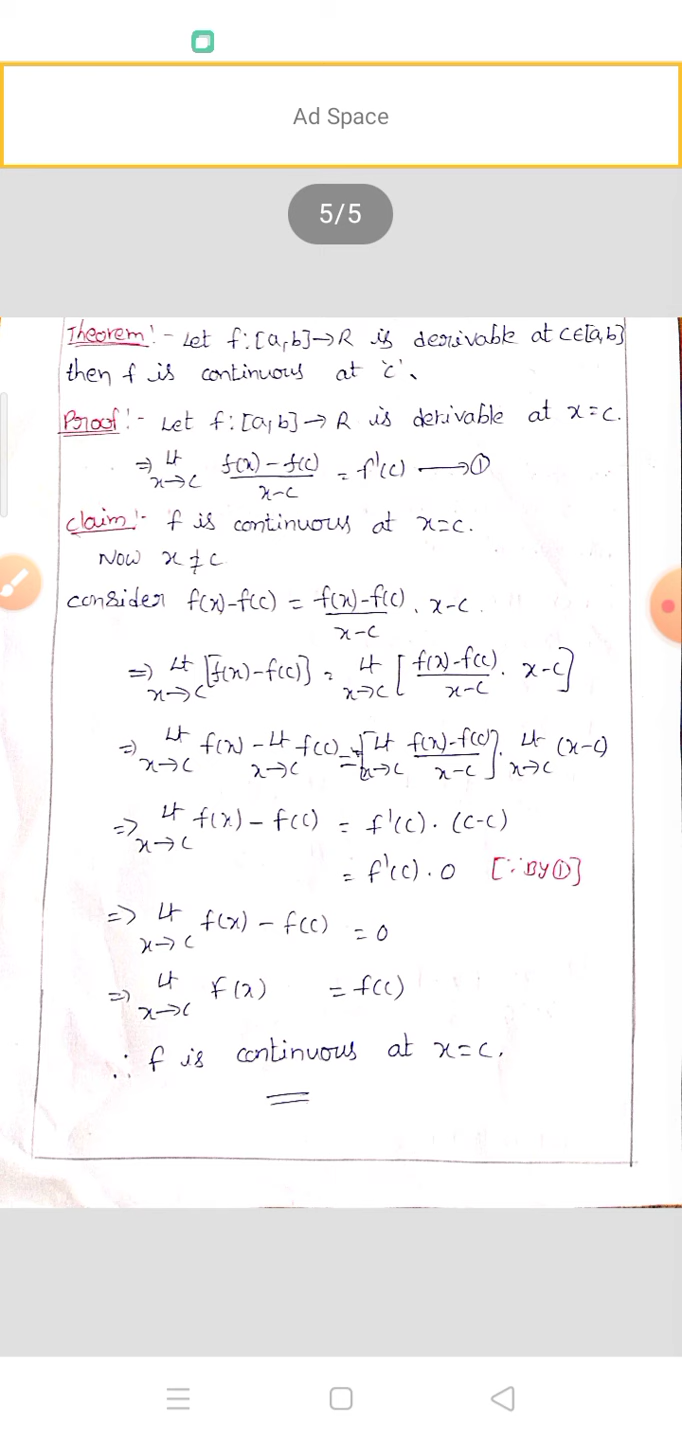 Ad Space
5/5
Theorem:- Let f:[a,b]→R is derivable at c∈[a,b]
then f is continuous at 'c'.
Proof:- Let f:[a,b]→R is derivable at x=c.
⇒ Lt x→c f(x)-f(c)/x-c = f'(c) ⟶①
Claim:- f is continuous at x=c.
Now x≠c
consider f(x)-f(c) = f(x)-f(c)/x-c . x-c.
⇒ Lt x→c [f(x)-f(c)] = Lt x→c [f(x)-f(c)/x-c . x-c]
⇒ Lt x→c f(x) - Lt x→c f(c) = [Lt x→c f(x)-f(c)/x-c] . Lt x→c (x-c)
⇒ Lt x→c f(x) - f(c) = f'(c) . (c-c)
= f'(c) . 0 [∵ By①]
⇒ Lt x→c f(x) - f(c) = 0
⇒ Lt x→c f(x) = f(c)
∴ f is continuous at x=c.